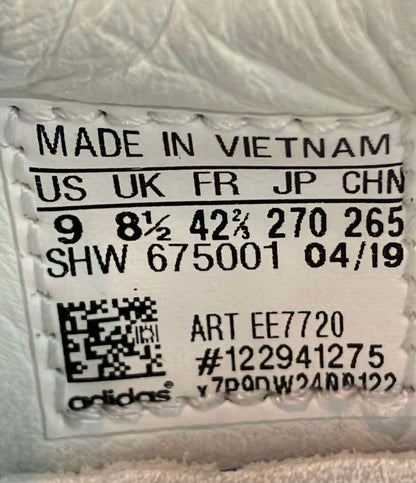 MADE IN VIETNAM
US UK FR JP CHN
9 8½ 42⅔ 270 265
SHW 675001 04/19
ART EE7720
#122941275
adidas